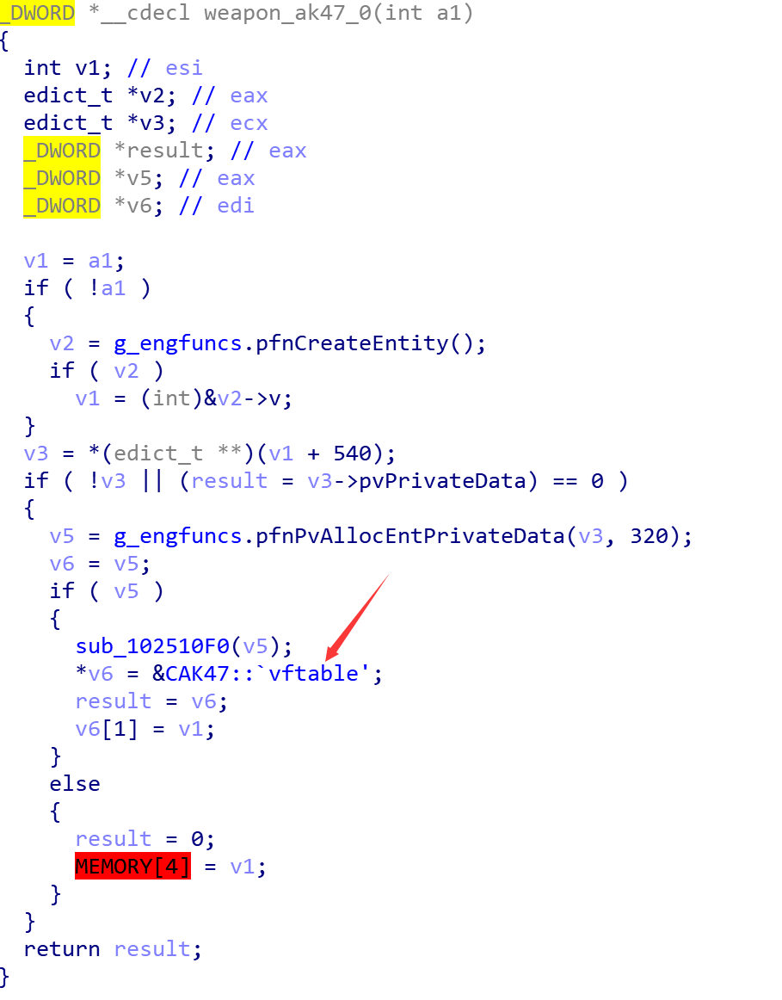 _DWORD *__cdecl weapon_ak47_0(int a1)
{
  int v1; // esi
  edict_t *v2; // eax
  edict_t *v3; // ecx
  _DWORD *result; // eax
  _DWORD *v5; // eax
  _DWORD *v6; // edi

  v1 = a1;
  if ( !a1 )
  {
    v2 = g_engfuncs.pfnCreateEntity();
    if ( v2 )
      v1 = (int)&v2->v;
  }
  v3 = *(edict_t **)(v1 + 540);
  if ( !v3 || (result = v3->pvPrivateData) == 0 )
  {
    v5 = g_engfuncs.pfnPvAllocEntPrivateData(v3, 320);
    v6 = v5;
    if ( v5 )
    {
      sub_102510F0(v5);
      *v6 = &CAK47::`vftable';
      result = v6;
      v6[1] = v1;
    }
    else
    {
      result = 0;
      MEMORY[4] = v1;
    }
  }
  return result;
}